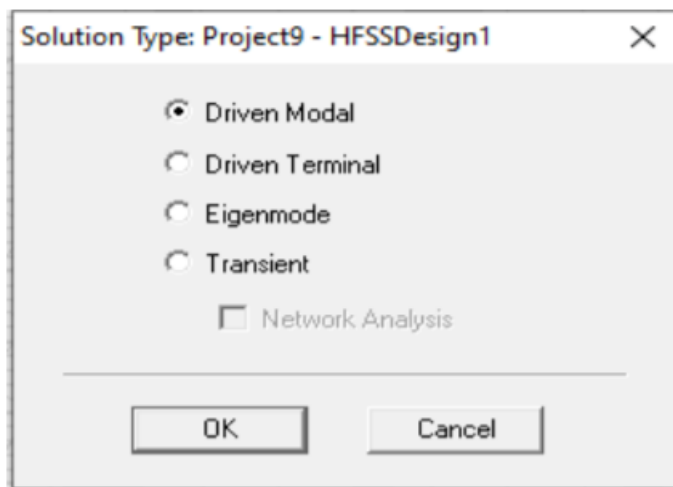 Solution Type: Project9 - HFSSDesign1
Driven Modal
Driven Terminal
Eigenmode
Transient
Network Analysis
OK Cancel